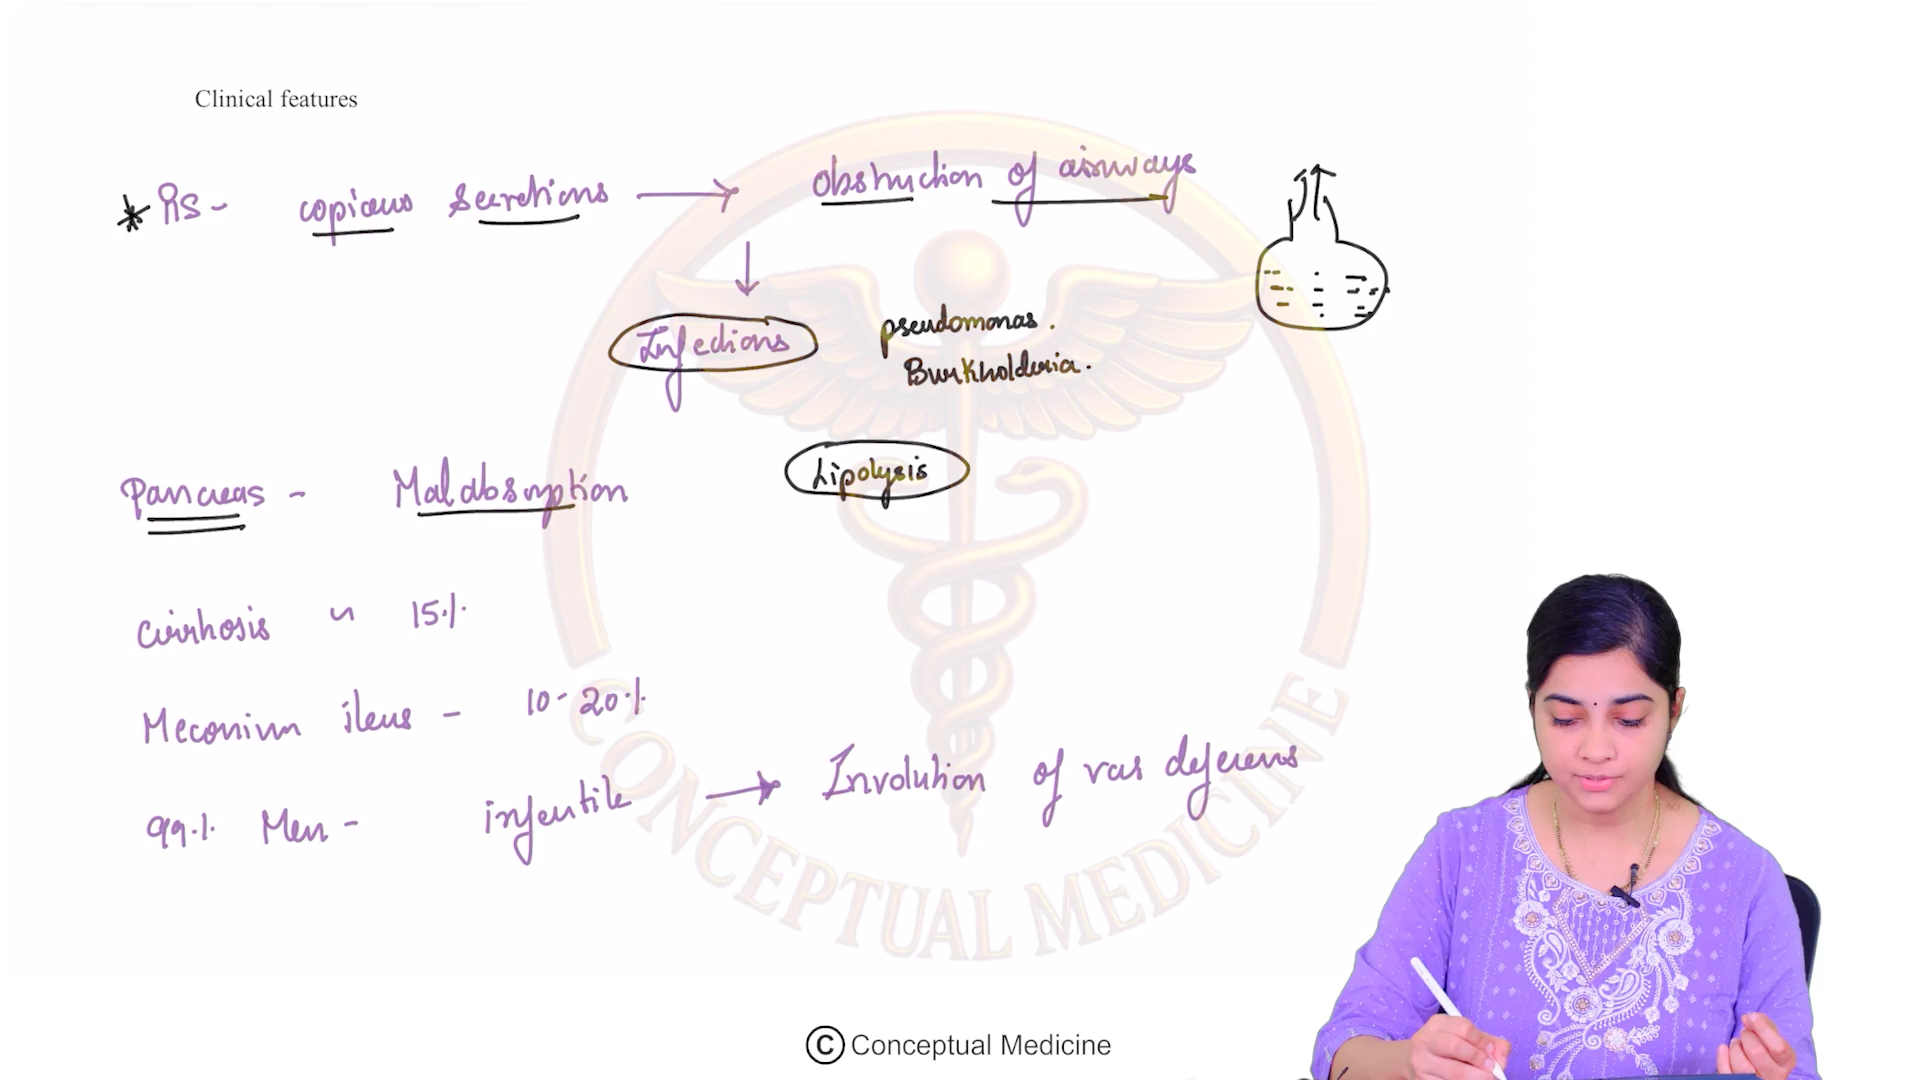 Clinical features
* RS - copious secretions → obstruction of airways
↓
Infections pseudomonas.
Burkholderia.
Lipolysis
Pancreas - Malabsorption
Cirrhosis ~ 15%
Meconium ileus - 10-20%
99% Men - infertile → Involution of vas deferens
CONCEPTUAL MEDICINE
© Conceptual Medicine